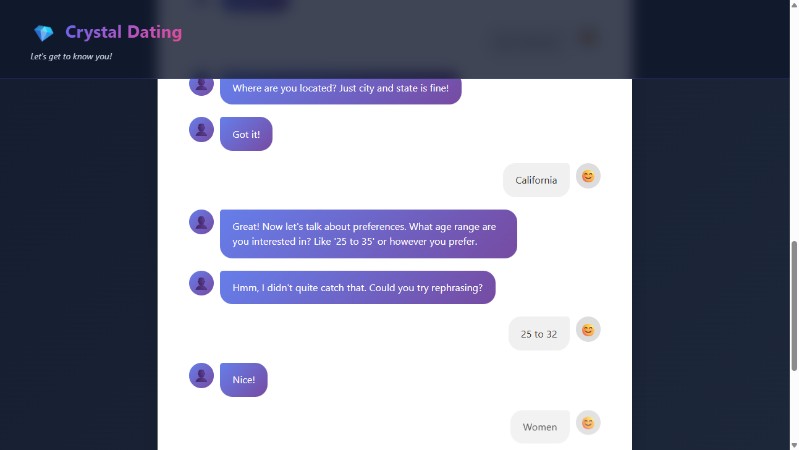 Crystal Dating
Let's get to know you!
Where are you located? Just city and state is fine!
Got it!
California
Great! Now let's talk about preferences. What age range are
you interested in? Like '25 to 35' or however you prefer.
Hmm, I didn't quite catch that. Could you try rephrasing?
25 to 32
Nice!
Women